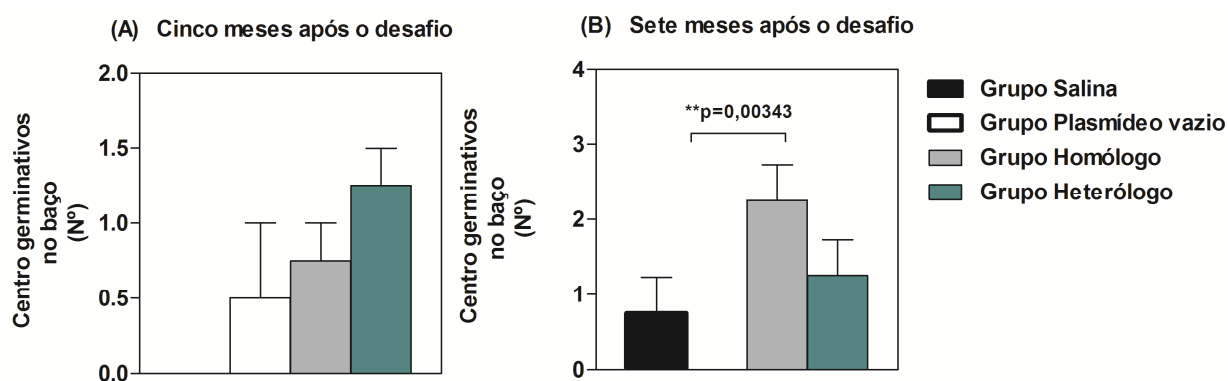 (A) Cinco meses após o desafio
Centro germinativos
no baço
(Nº)
2.0
1.5
1.0
0.5
0.0
(B) Sete meses após o desafio
Centro germinativos
no baço
(Nº)
4
3
2
1
0
**p=0,00343
Grupo Salina
Grupo Plasmídeo vazio
Grupo Homólogo
Grupo Heterólogo